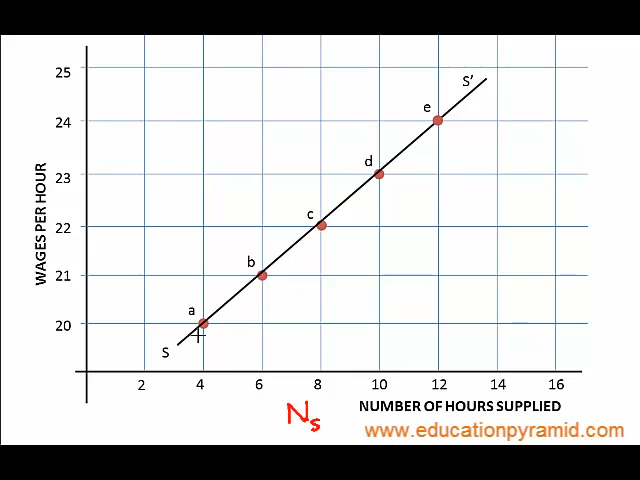 25
S’
e
24
d
23
WAGES PER HOUR
c
22
b
21
a
20
S
2 4 6 8 10 12 14 16
NUMBER OF HOURS SUPPLIED
Ns
www.educationpyramid.com